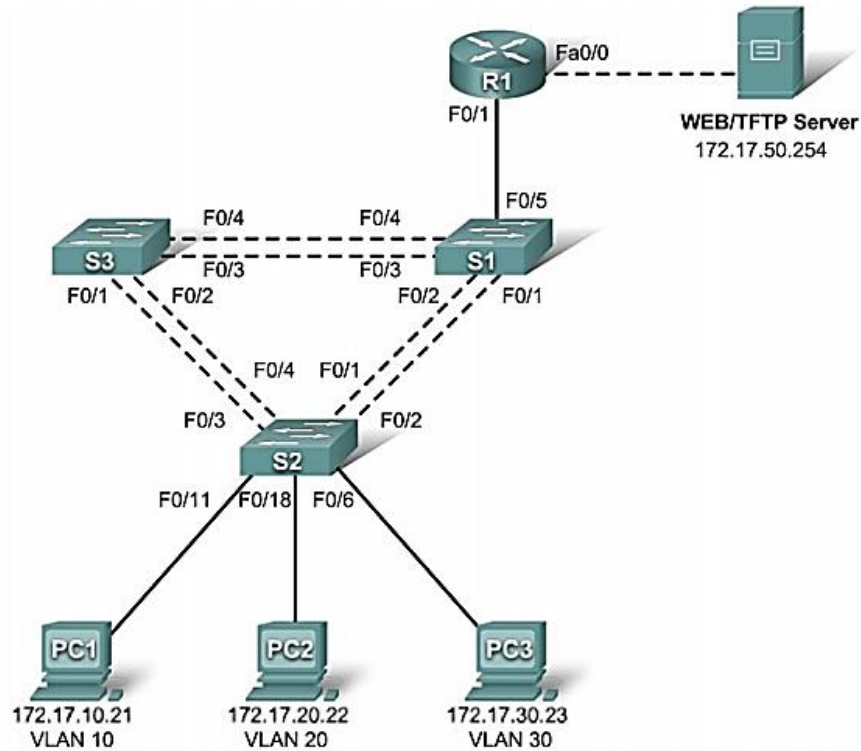 Fa0/0
R1
F0/1
WEB/TFTP Server
172.17.50.254
F0/5
F0/4
F0/4
S3
F0/3
F0/3
S1
F0/1
F0/2
F0/2
F0/1
F0/4
F0/1
F0/3
F0/2
S2
F0/11
F0/18
F0/6
PC1
PC2
PC3
172.17.10.21
VLAN 10
172.17.20.22
VLAN 20
172.17.30.23
VLAN 30